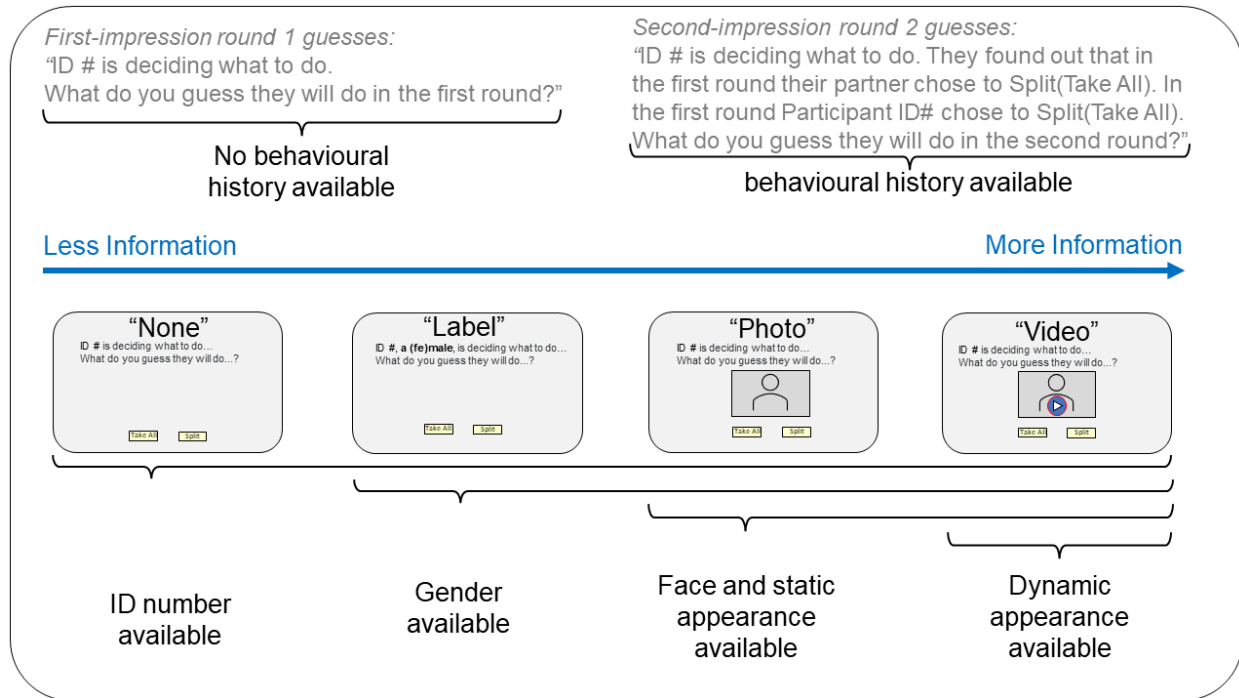 First-impression round 1 guesses:
“ID # is deciding what to do.
What do you guess they will do in the first round?”
No behavioural
history available
Second-impression round 2 guesses:
“ID # is deciding what to do. They found out that in
the first round their partner chose to Split(Take All). In
the first round Participant ID# chose to Split(Take All).
What do you guess they will do in the second round?”
behavioural history available
Less Information
More Information
“None”
ID # is deciding what to do…
What do you guess they will do…?
Take All
Split
“Label”
ID #, a (fe)male, is deciding what to do…
What do you guess they will do…?
Take All
Split
“Photo”
ID # is deciding what to do…
What do you guess they will do…?
Take All
Split
“Video”
ID # is deciding what to do…
What do you guess they will do…?
Take All
Split
ID number
available
Gender
available
Face and static
appearance
available
Dynamic
appearance
available